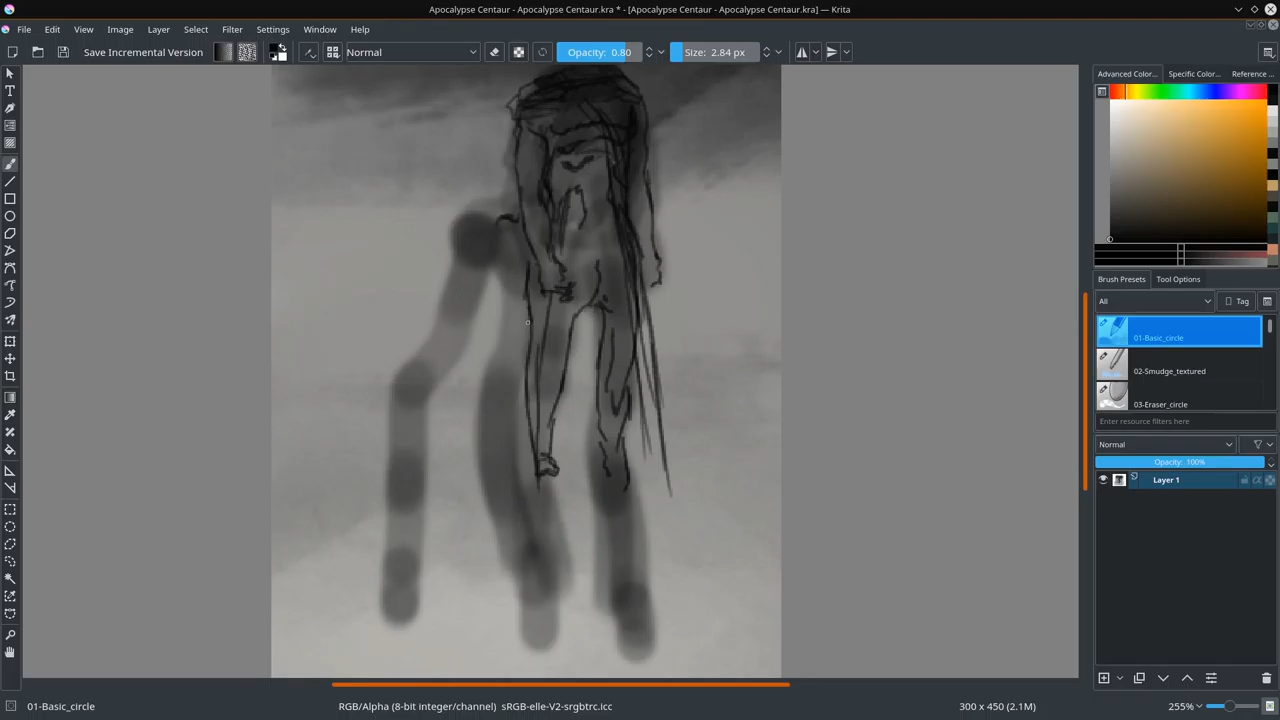 Apocalypse Centaur - Apocalypse Centaur.kra * - [Apocalypse Centaur - Apocalypse Centaur.kra] — Krita
File Edit View Image Layer Select Filter Settings Window Help
Save Incremental Version Normal Opacity: 0.80 Size: 2.84 px
Advanced Color... Specific Color... Reference ...
Brush Presets Tool Options
All Tag
01-Basic_circle
02-Smudge_textured
03-Eraser_circle
Enter resource filters here
Normal
Opacity: 100%
Layer 1
01-Basic_circle RGB/Alpha (8-bit integer/channel) sRGB-elle-V2-srgbtrc.icc 300 x 450 (2.1M) 255%